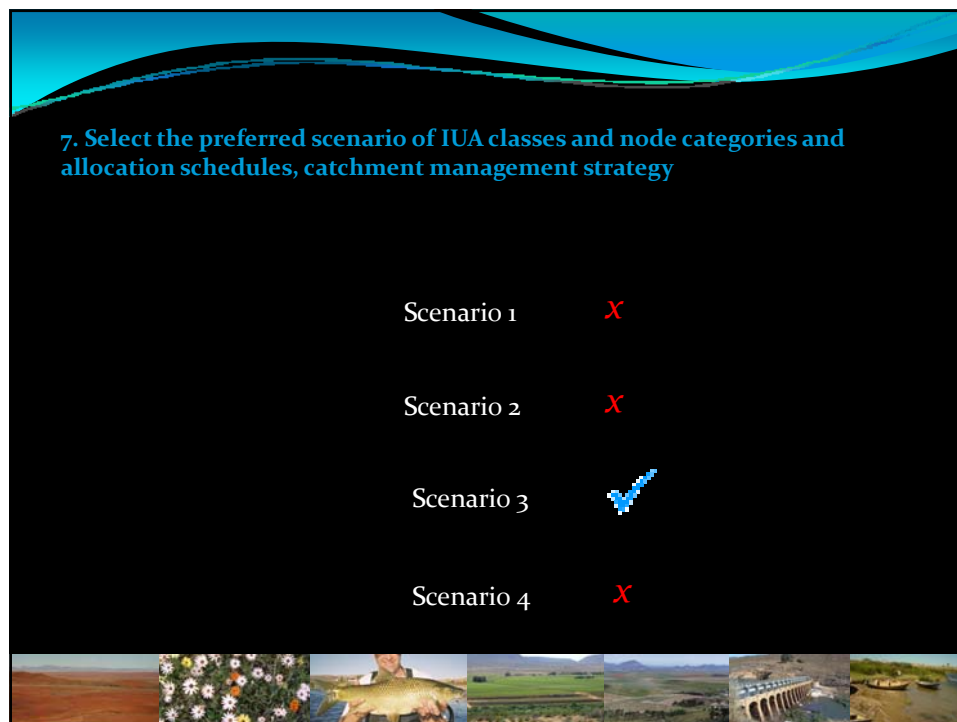 7. Select the preferred scenario of IUA classes and node categories and
allocation schedules, catchment management strategy
Scenario 1 x
Scenario 2 x
Scenario 3
Scenario 4 x